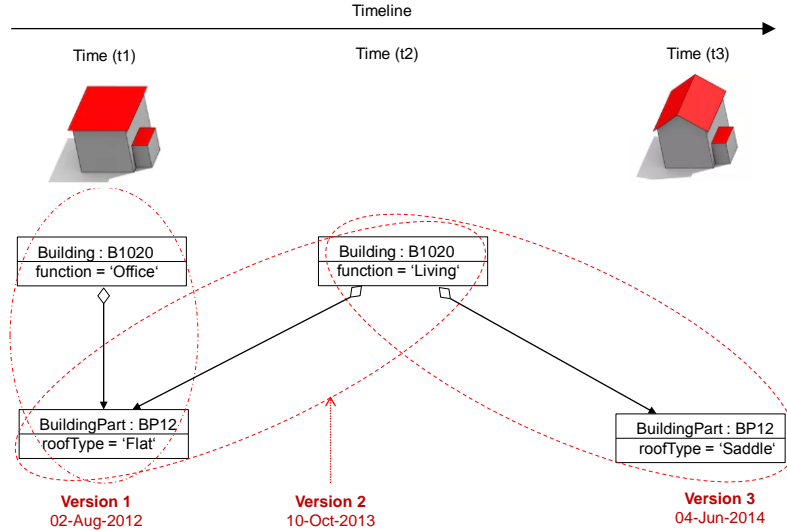 Timeline
Time (t1)
Time (t2)
Time (t3)
Building : B1020
function = ‘Office‘
Building : B1020
function = ‘Living‘
BuildingPart : BP12
roofType = ‘Flat‘
BuildingPart : BP12
roofType = ‘Saddle‘
Version 1
02-Aug-2012
Version 2
10-Oct-2013
Version 3
04-Jun-2014